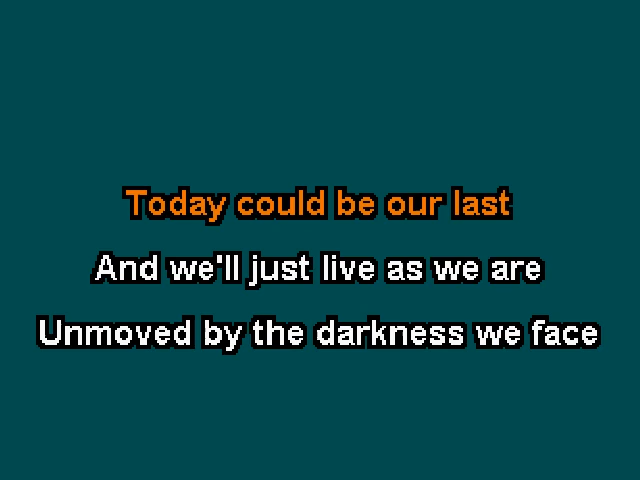 Today could be our last
And we'll just live as we are
Unmoved by the darkness we face